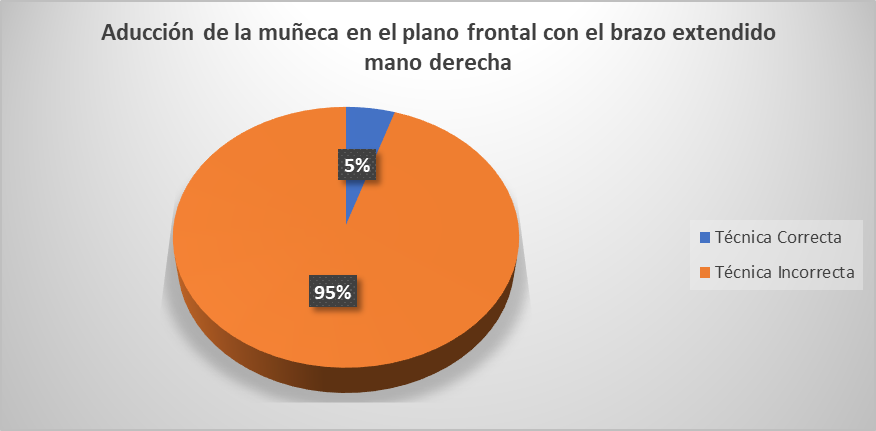 Aducción de la muñeca en el plano frontal con el brazo extendido
mano derecha
5%
95%
Técnica Correcta
Técnica Incorrecta